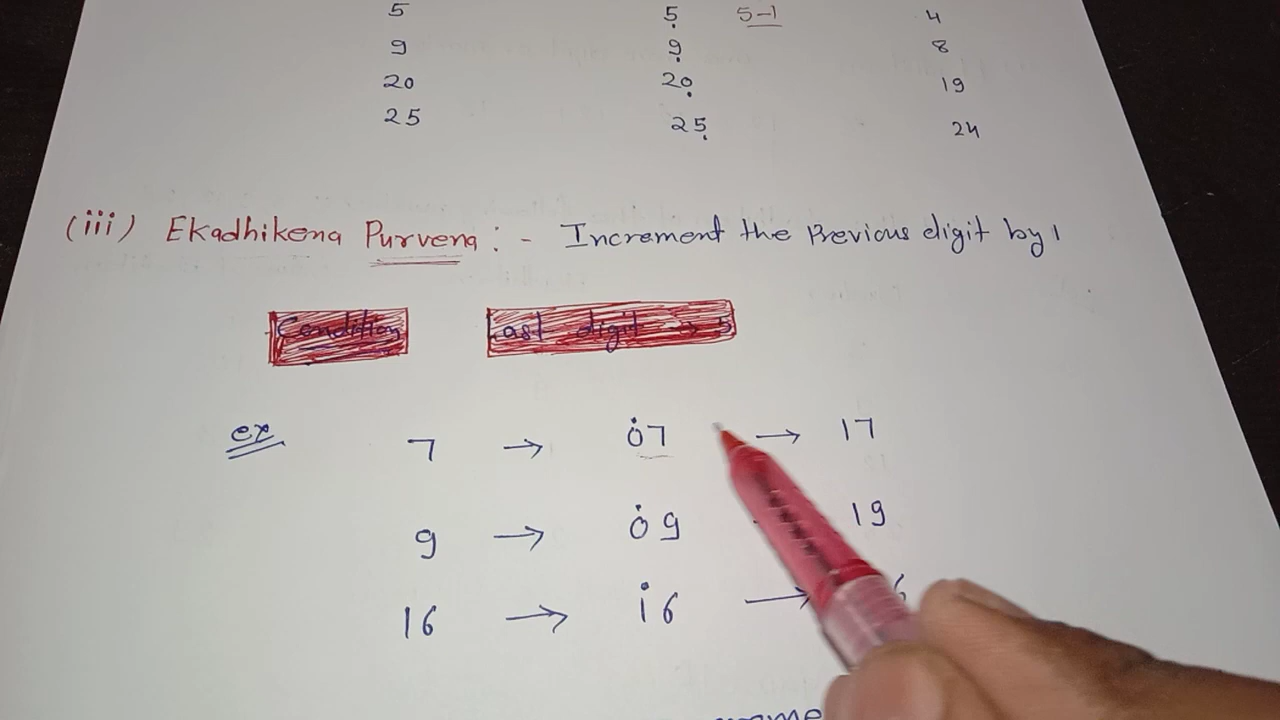 5 5 5-1 4
9 9 8
20 20 19
25 25 24
(iii) Ekadhikena Purvena: - Increment the Previous digit by 1
Condition Last digit → 5
ex 7 → 07 → 17
9 → 09 19
16 → 16 → 6